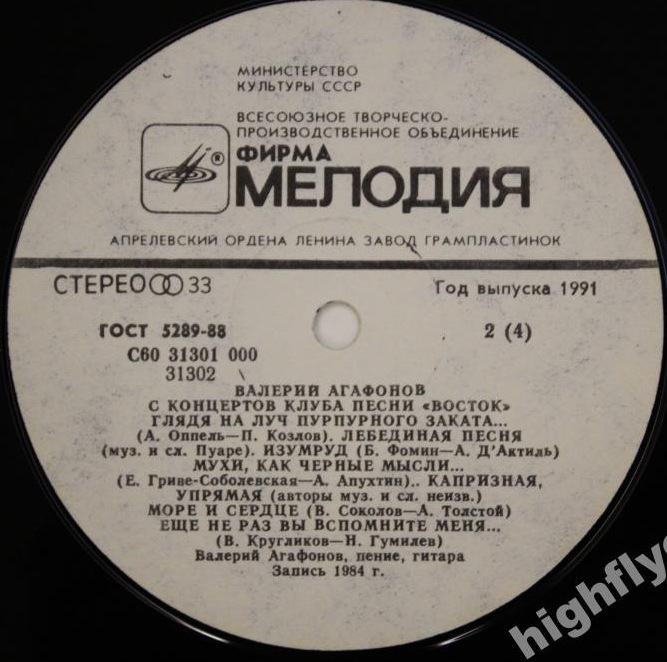 МИНИСТЕРСТВО
КУЛЬТУРЫ СССР
ВСЕСОЮЗНОЕ ТВОРЧЕСКО-
ПРОИЗВОДСТВЕННОЕ ОБЪЕДИНЕНИЕ
®
ФИРМА
МЕЛОДИЯ
АПРЕЛЕВСКИЙ ОРДЕНА ЛЕНИНА ЗАВОД ГРАМПЛАСТИНОК
СТЕРЕО 33
Год выпуска 1991
ГОСТ 5289-88
2 (4)
С60 31301 000
31302
ВАЛЕРИЙ АГАФОНОВ
С КОНЦЕРТОВ КЛУБА ПЕСНИ «ВОСТОК»
ГЛЯДЯ НА ЛУЧ ПУРПУРНОГО ЗАКАТА...
(А. Оппель—П. Козлов). ЛЕБЕДИНАЯ ПЕСНЯ
(муз. и сл. Пуаре). ИЗУМРУД (Б. Фомин—А. Д'Актиль)
МУХИ, КАК ЧЕРНЫЕ МЫСЛИ...
(Е. Гриве-Соболевская—А. Апухтин).. КАПРИЗНАЯ,
УПРЯМАЯ (авторы муз. и сл. неизв.)
МОРЕ И СЕРДЦЕ (В. Соколов—А. Толстой)
ЕЩЕ НЕ РАЗ ВЫ ВСПОМНИТЕ МЕНЯ...
(В. Кругликов—Н. Гумилев)
Валерий Агафонов, пение, гитара
Запись 1984 г.